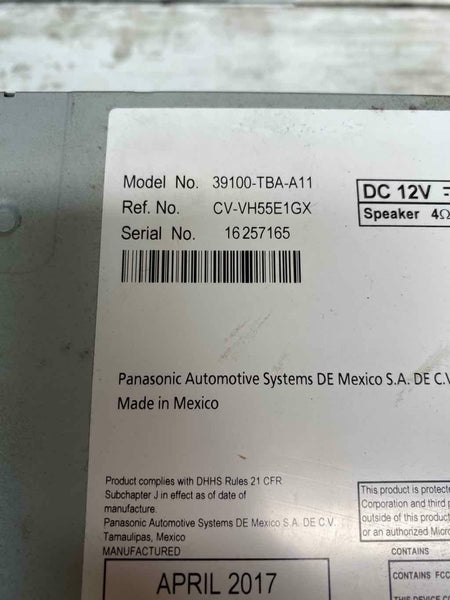 Model No. 39100-TBA-A11
Ref. No. CV-VH55E1GX
Serial No. 16257165
DC 12V
Speaker 4Ω
Panasonic Automotive Systems DE Mexico S.A. DE C.V
Made in Mexico
Product complies with DHHS Rules 21 CFR
Subchapter J in effect as of date of
manufacture.
Panasonic Automotive Systems DE Mexico S.A. DE C.V.
Tamaulipas, Mexico
MANUFACTURED
APRIL 2017
This product is protecte
Corporation and third p
outside of this product
or an authorized Micro
CONTAINS
CONTAINS FCC
THIS DEVICE C